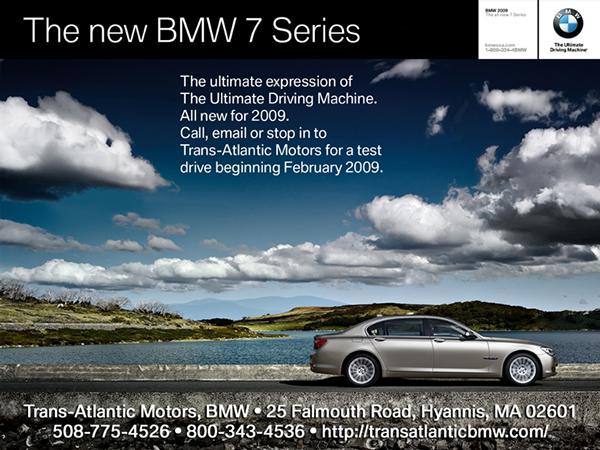 The new BMW 7 Series
BMW 2009
The all new 7 Series
bmwusa.com
1-800-334-4BMW
BMW
The Ultimate
Driving Machine®
The ultimate expression of
The Ultimate Driving Machine.
All new for 2009.
Call, email or stop in to
Trans-Atlantic Motors for a test
drive beginning February 2009.
Trans-Atlantic Motors, BMW • 25 Falmouth Road, Hyannis, MA 02601
508-775-4526 • 800-343-4536 • http://transatlanticbmw.com/